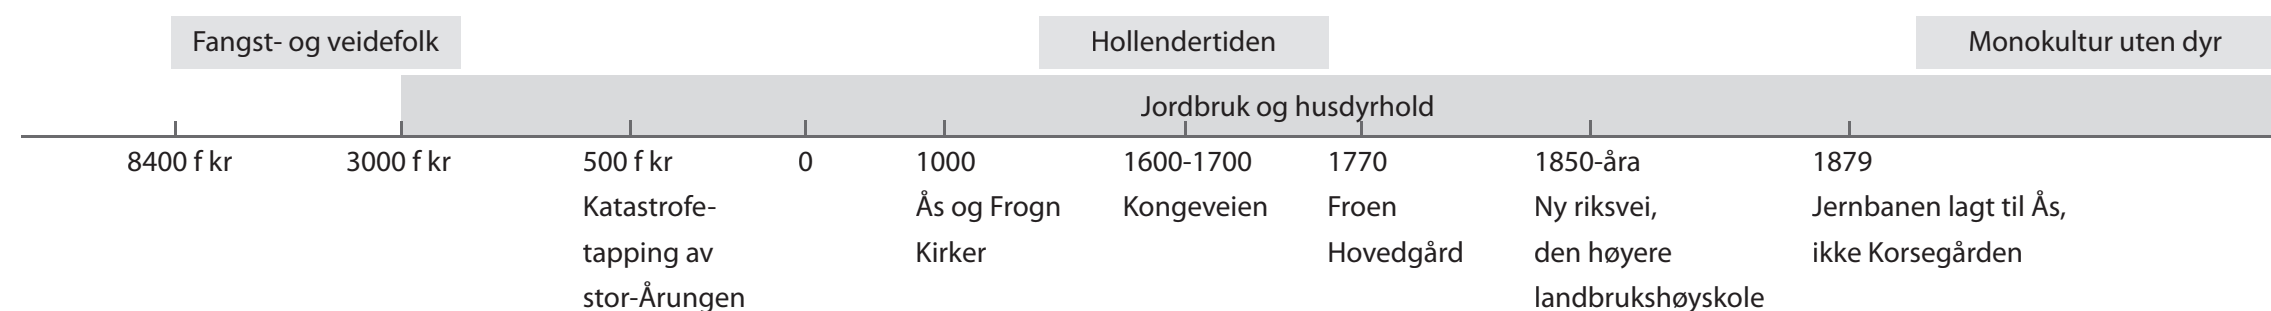 Fangst- og veidefolk
Hollendertiden
Monokultur uten dyr
Jordbruk og husdyrhold
8400 f kr
3000 f kr
500 f kr
Katastrofe-
tapping av
stor-Årungen
0
1000
Ås og Frogn
Kirker
1600-1700
Kongeveien
1770
Froen
Hovedgård
1850-åra
Ny riksvei,
den høyere
landbrukshøyskole
1879
Jernbanen lagt til Ås,
ikke Korsegården